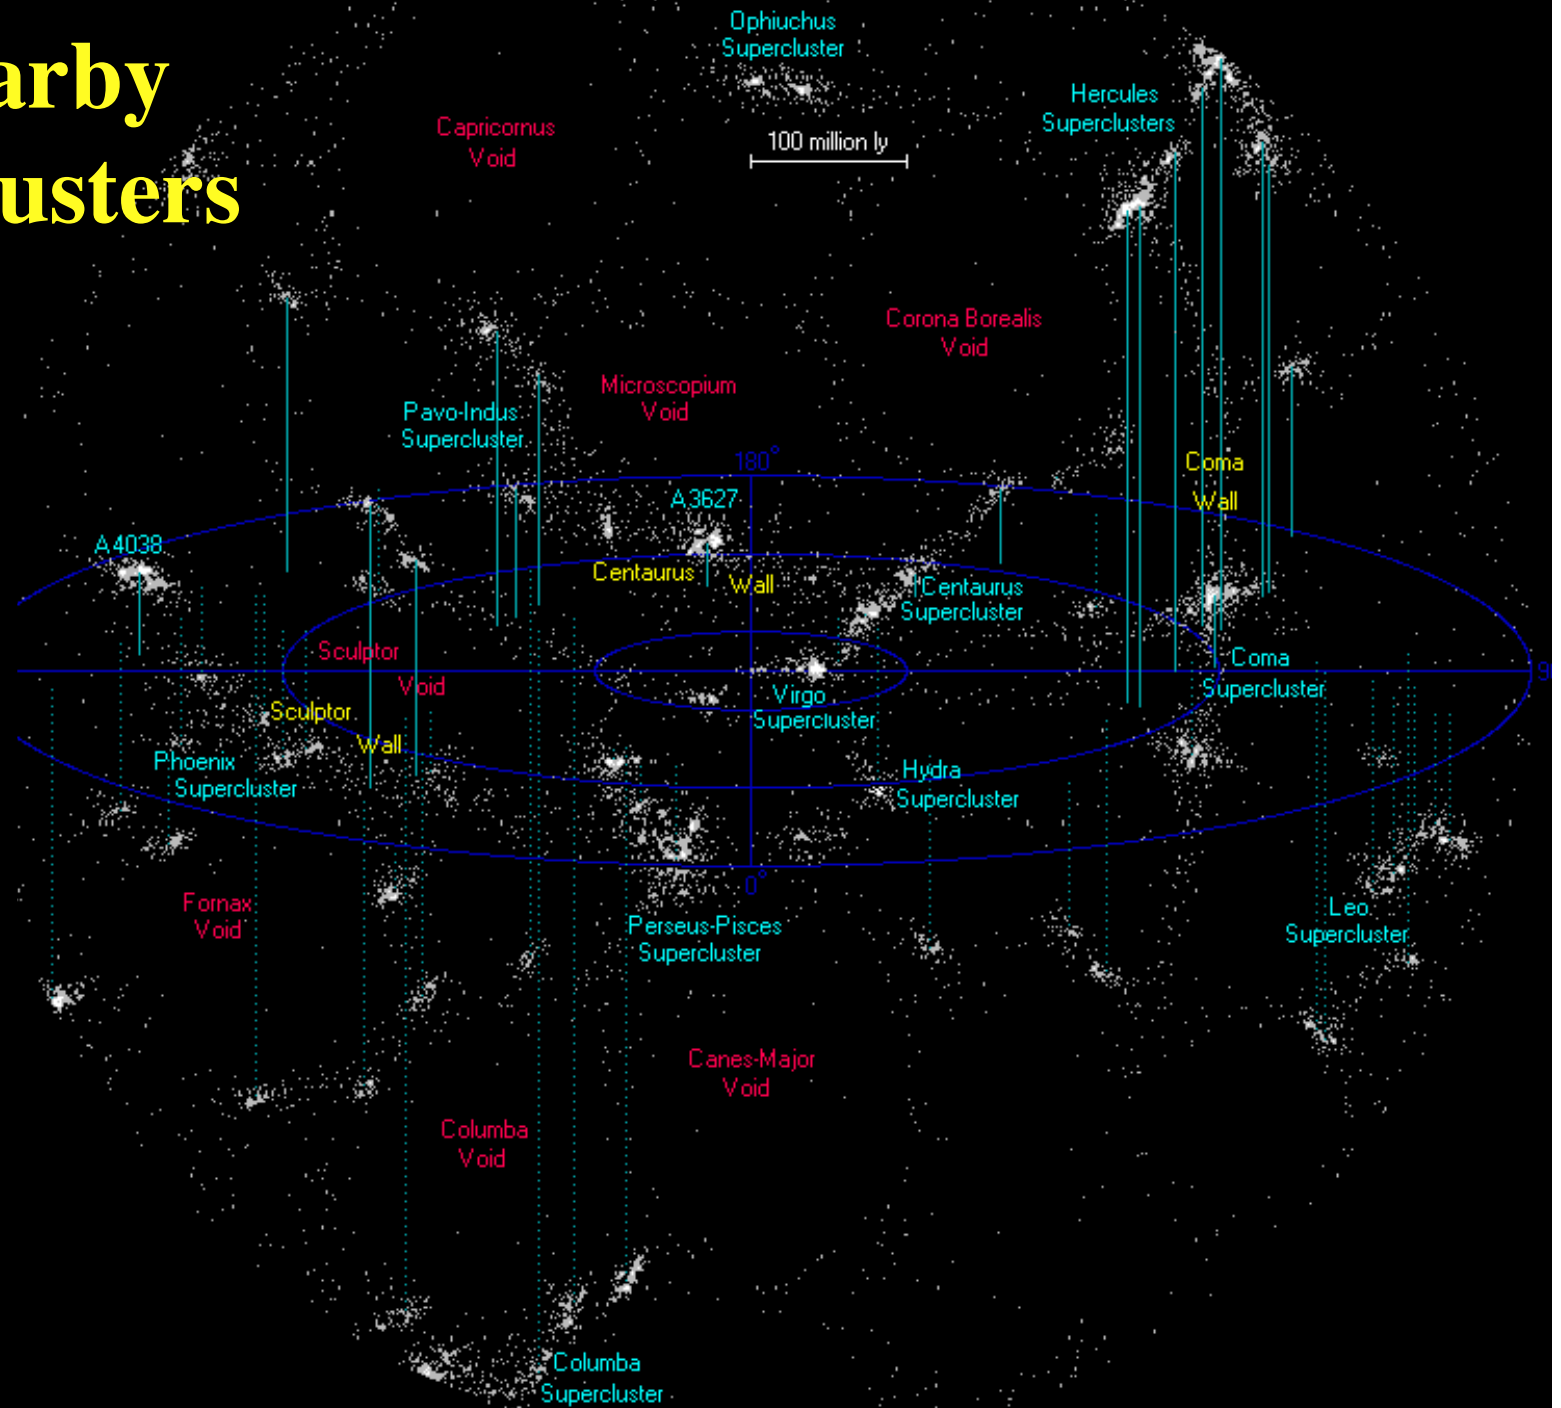 arby
usters
Ophiuchus
Supercluster
Hercules
Superclusters
Capricornus
Void
100 million ly
Corona Borealis
Void
Microscopium
Void
Pavo-Indus
Supercluster
180°
Coma
Wall
A3627
A4038
Centaurus
Wall
Centaurus
Supercluster
Sculptor
Void
Coma
Supercluster
9
Virgo
Supercluster
Sculptor
Wall
Phoenix
Supercluster
Hydra
Supercluster
0°
Fornax
Void
Perseus-Pisces
Supercluster
Leo
Supercluster
Canes-Major
Void
Columba
Void
Columba
Supercluster